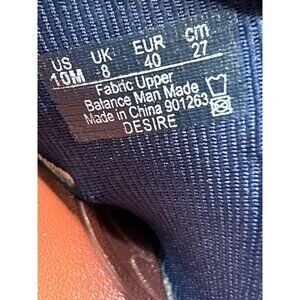 US UK EUR cm
10M 8 40 27
Fabric Upper
Balance Man Made
Made in China 901263
DESIRE